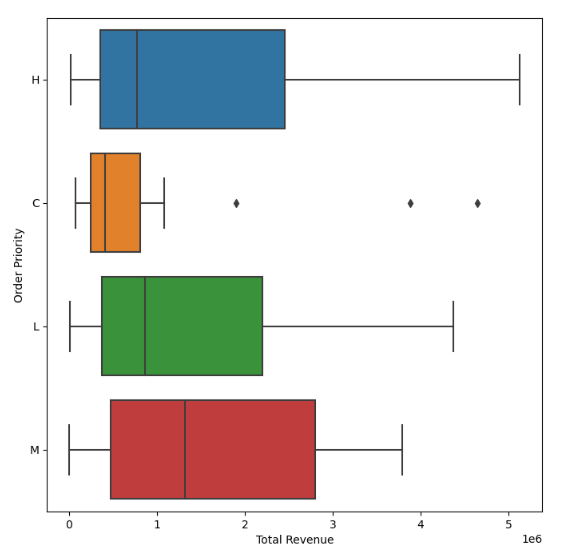 H
C
L
M
Order Priority
0 1 2 3 4 5
1e6
Total Revenue